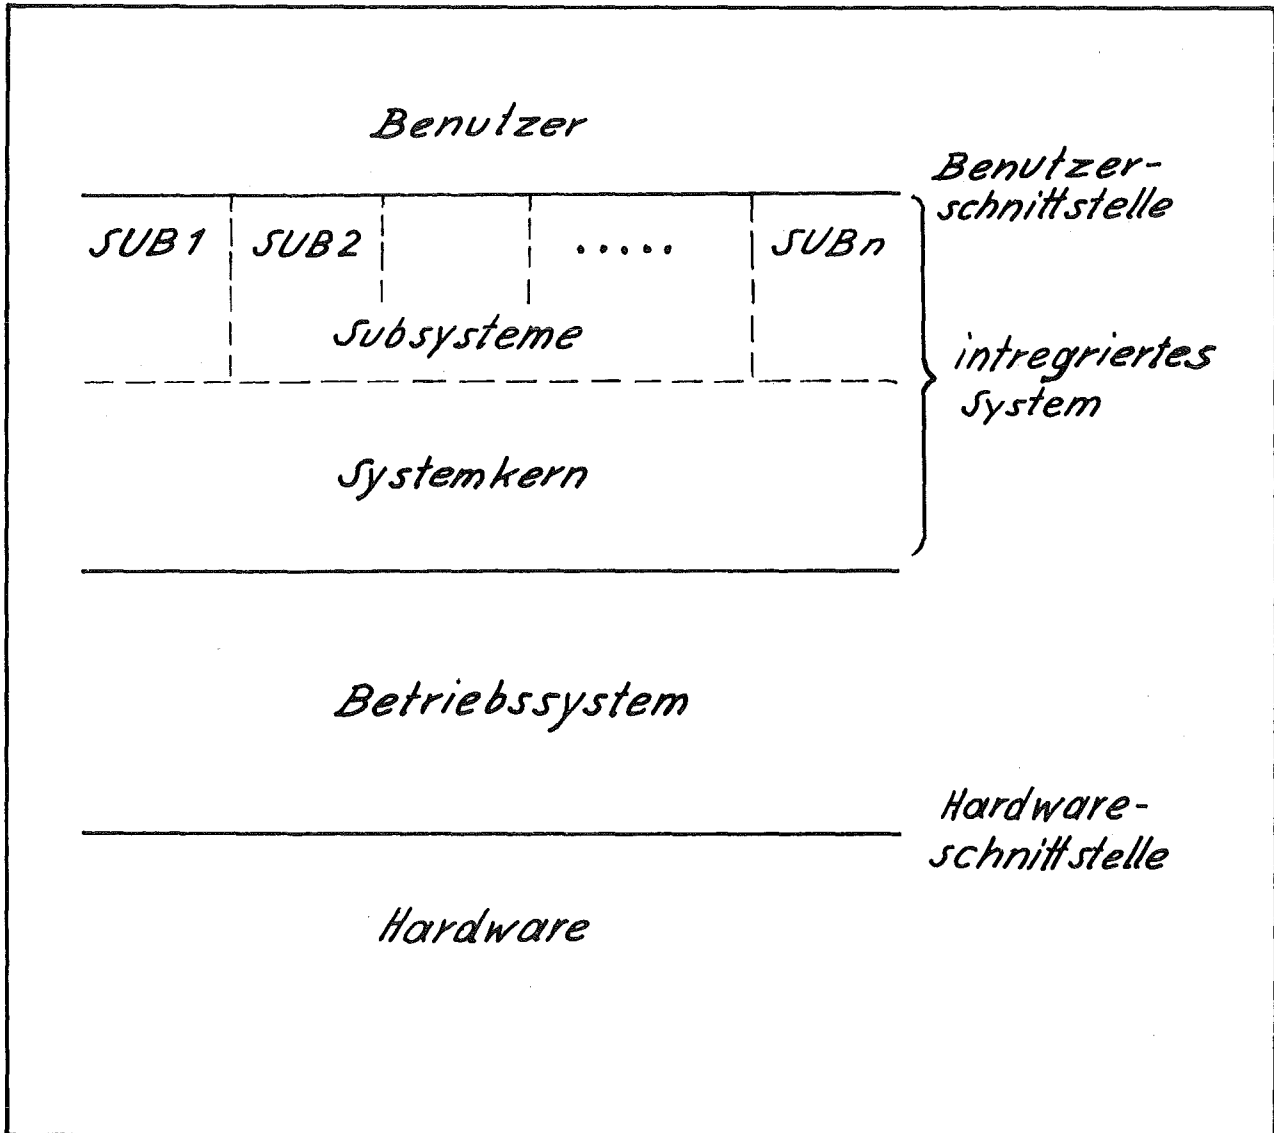 Benutzer
Benutzer-
schnittstelle
SUB1 SUB2 ..... SUBn
Subsysteme
intregriertes
System
Systemkern
Betriebssystem
Hardware-
schnittstelle
Hardware